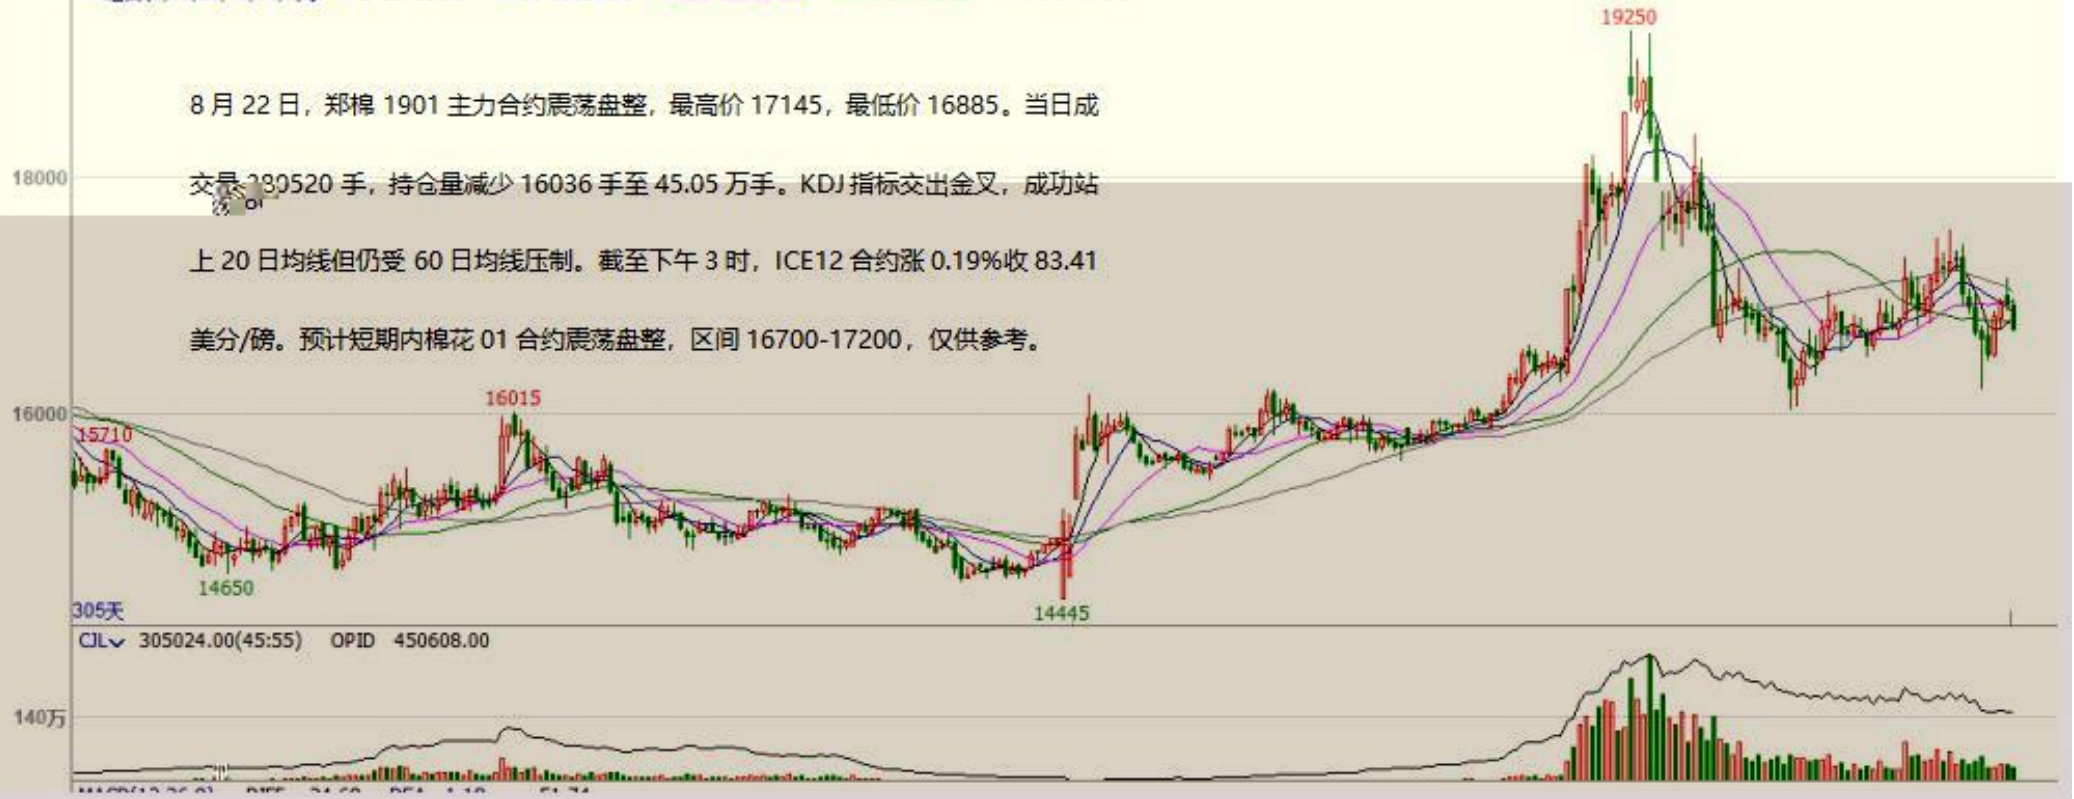 19250
8 月 22 日，郑棉 1901 主力合约震荡盘整，最高价 17145，最低价 16885。当日成
18000
交量 280520 手，持仓量减少 16036 手至 45.05 万手。KDJ 指标交出金叉，成功站
上 20 日均线但仍受 60 日均线压制。截至下午 3 时，ICE12 合约涨 0.19%收 83.41
美分/磅。预计短期内棉花 01 合约震荡盘整，区间 16700-17200，仅供参考。
16015
16000
15710
14650
14445
305天
CJL 305024.00(45:55) OPID 450608.00
140万